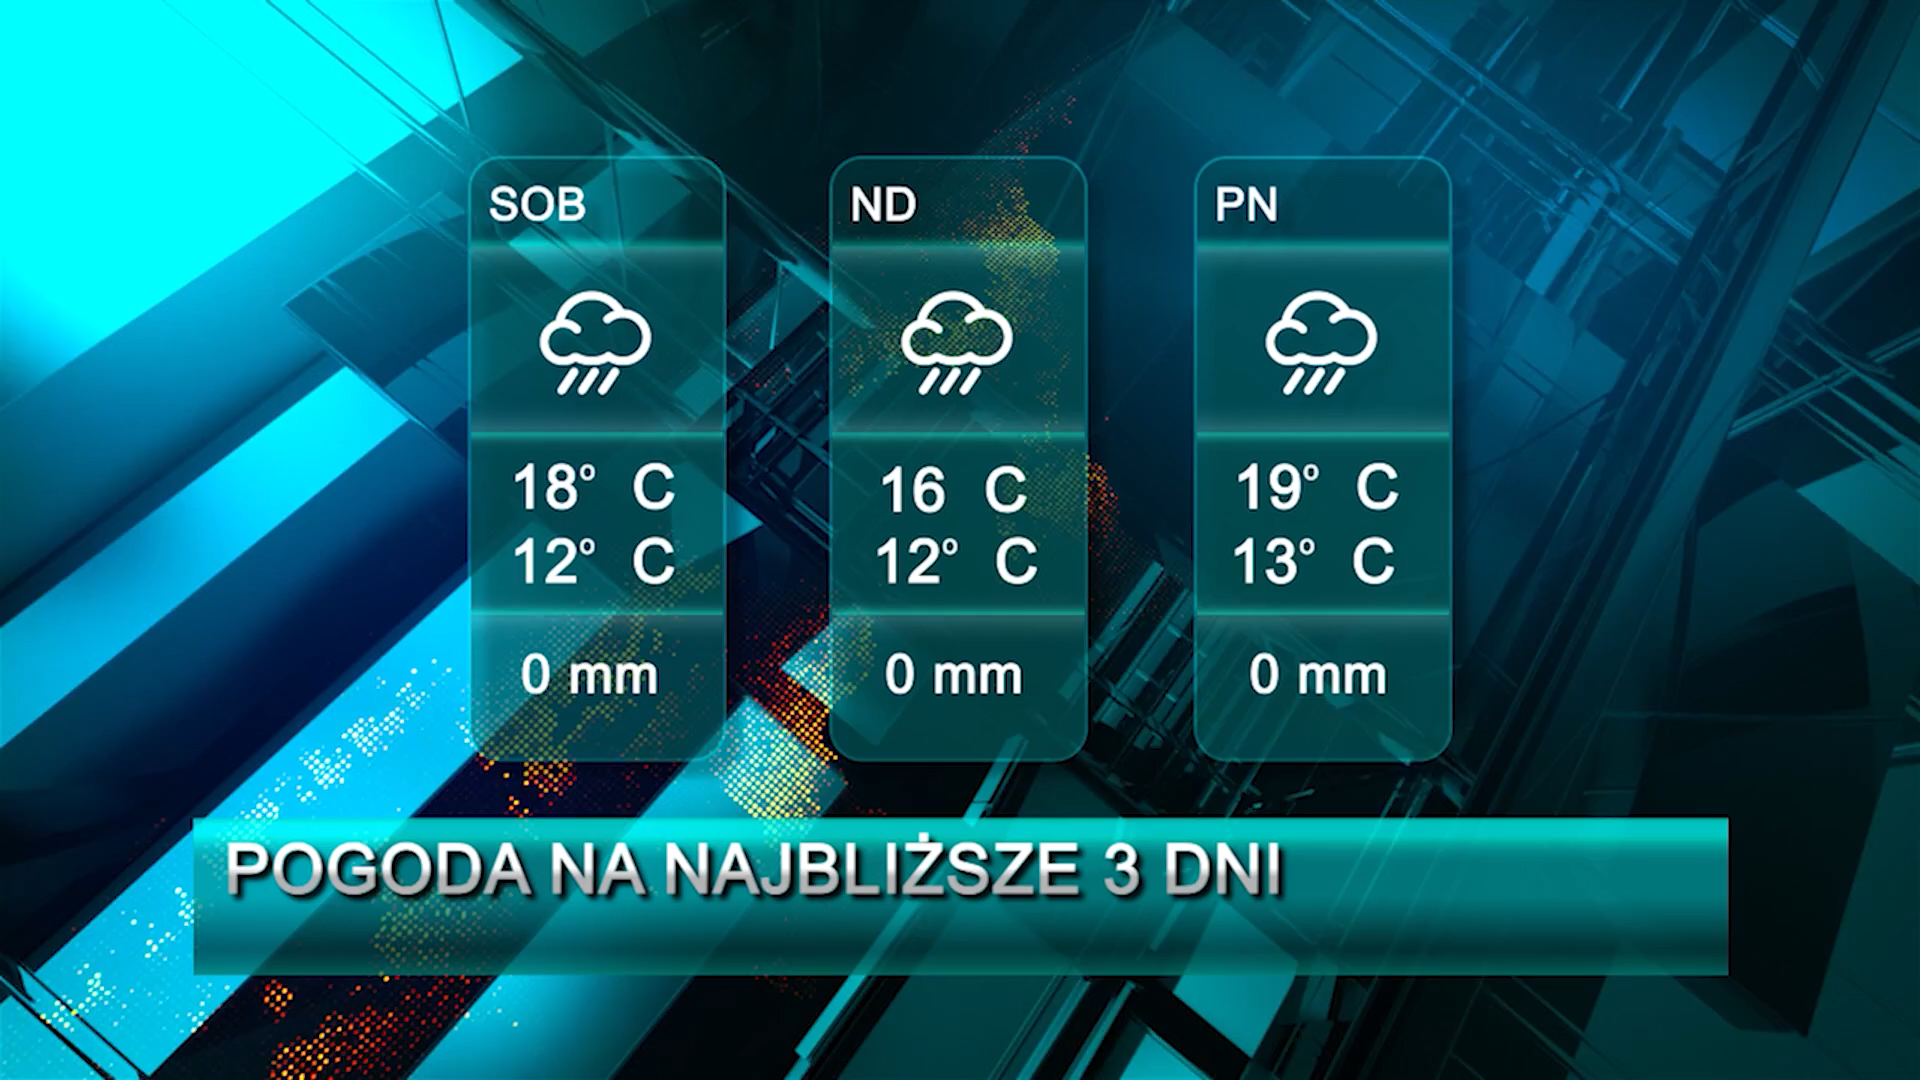 SOB
18° C
12° C
0 mm
ND
16 C
12° C
0 mm
PN
19° C
13° C
0 mm
POGODA NA NAJBLIŻSZE 3 DNI